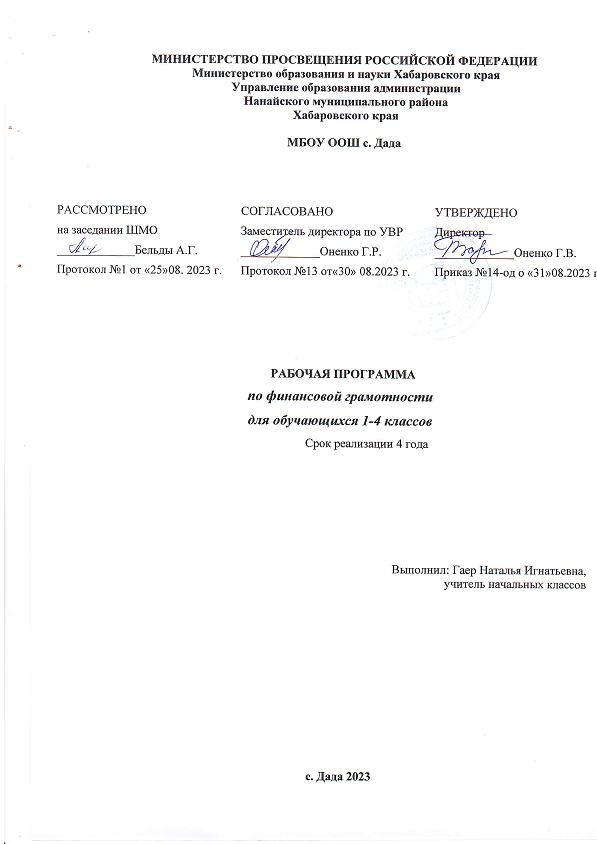 МИНИСТЕРСТВО ПРОСВЕЩЕНИЯ РОССИЙСКОЙ ФЕДЕРАЦИИ
Министерство образования и науки Хабаровского края
Управление образования администрации
Нанайского муниципального района
Хабаровского края
МБОУ ООШ с. Дада
РАССМОТРЕНО
на заседании ШМО
_____________Бельды А.Г.
Протокол №1 от «25»08. 2023 г.
СОГЛАСОВАНО
Заместитель директора по УВР
_____________Оненко Г.Р.
Протокол №13 от«30» 08.2023 г.
УТВЕРЖДЕНО
Директор
_____________Оненко Г.В.
Приказ №14-од о «31»08.2023 г
РАБОЧАЯ ПРОГРАММА
по финансовой грамотности
для обучающихся 1-4 классов
Срок реализации 4 года
Выполнил: Гаер Наталья Игнатьевна,
учитель начальных классов
с. Дада 2023